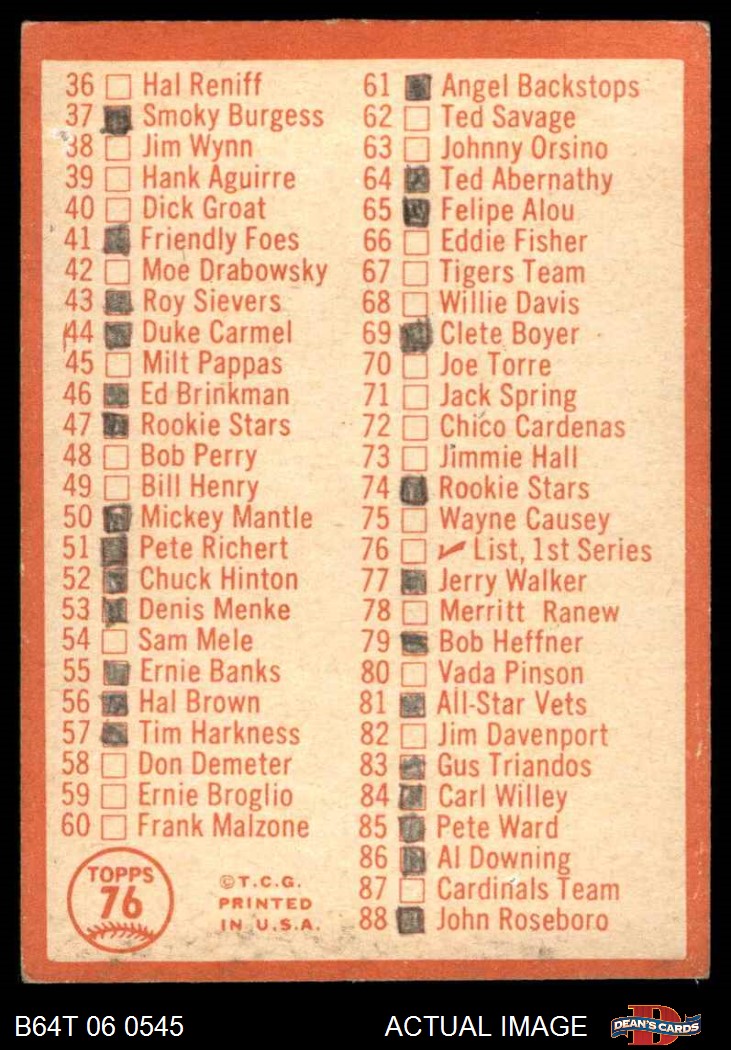 36 Hal Reniff
37 Smoky Burgess
38 Jim Wynn
39 Hank Aguirre
40 Dick Groat
41 Friendly Foes
42 Moe Drabowsky
43 Roy Sievers
44 Duke Carmel
45 Milt Pappas
46 Ed Brinkman
47 Rookie Stars
48 Bob Perry
49 Bill Henry
50 Mickey Mantle
51 Pete Richert
52 Chuck Hinton
53 Denis Menke
54 Sam Mele
55 Ernie Banks
56 Hal Brown
57 Tim Harkness
58 Don Demeter
59 Ernie Broglio
60 Frank Malzone
TOPPS
76
©T.C.G.
PRINTED
IN U.S.A.
61 Angel Backstops
62 Ted Savage
63 Johnny Orsino
64 Ted Abernathy
65 Felipe Alou
66 Eddie Fisher
67 Tigers Team
68 Willie Davis
69 Clete Boyer
70 Joe Torre
71 Jack Spring
72 Chico Cardenas
73 Jimmie Hall
74 Rookie Stars
75 Wayne Causey
76 ✓ List, 1st Series
77 Jerry Walker
78 Merritt Ranew
79 Bob Heffner
80 Vada Pinson
81 All-Star Vets
82 Jim Davenport
83 Gus Triandos
84 Carl Willey
85 Pete Ward
86 Al Downing
87 Cardinals Team
88 John Roseboro
B64T 06 0545
ACTUAL IMAGE
DEAN'S CARDS